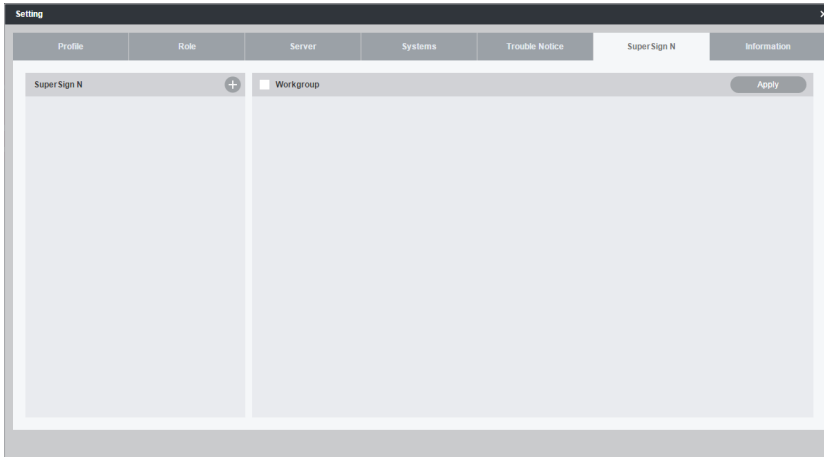 Setting
Profile Role Server Systems Trouble Notice SuperSign N Information
SuperSign N
Workgroup Apply